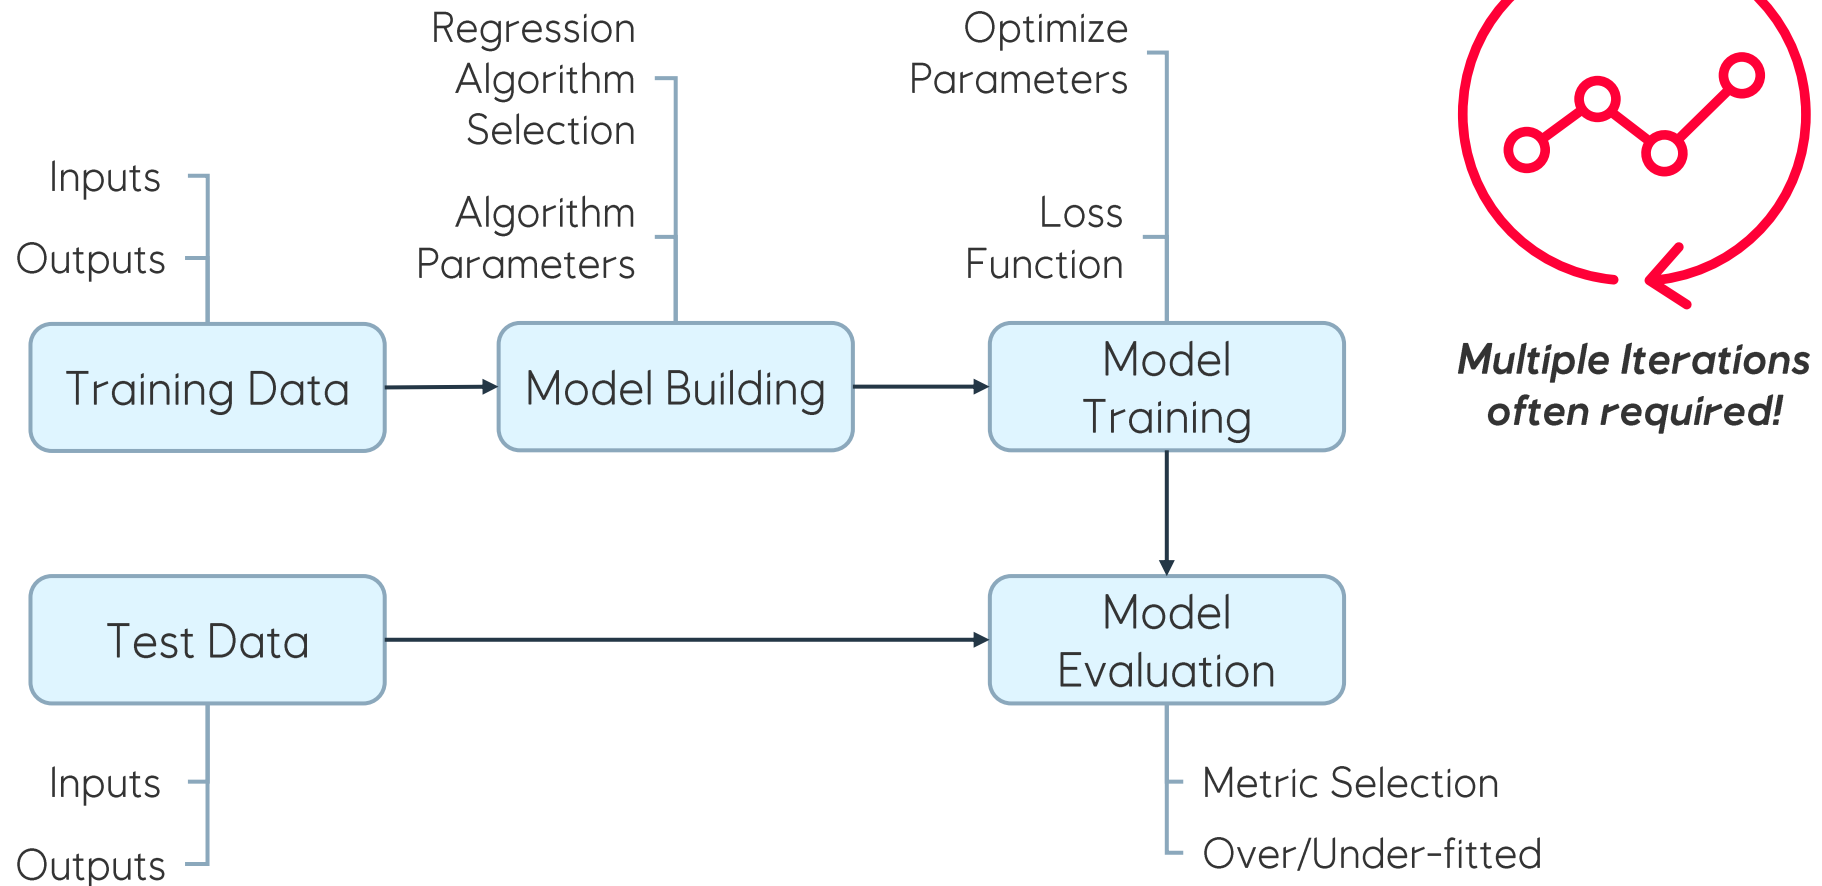 Regression
Algorithm
Selection
Optimize
Parameters
Inputs
Outputs
Algorithm
Parameters
Loss
Function
Training Data
Model Building
Model
Training
Multiple Iterations
often required!
Test Data
Model
Evaluation
Inputs
Outputs
Metric Selection
Over/Under-fitted